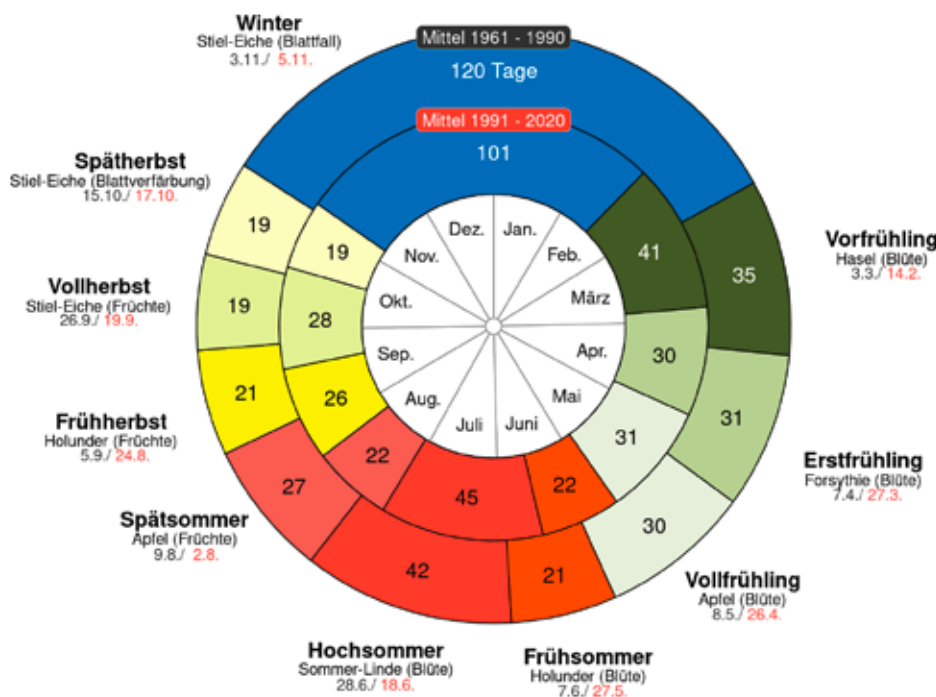 Winter
Stiel-Eiche (Blattfall)
3.11./ 5.11.
Mittel 1961 - 1990
120 Tage
Mittel 1991 - 2020
101
Spätherbst
Stiel-Eiche (Blattverfärbung)
15.10./ 17.10.
19
19
Vollherbst
Stiel-Eiche (Früchte)
26.9./ 19.9.
19
28
Frühherbst
Holunder (Früchte)
5.9./ 24.8.
21
26
Spätsommer
Apfel (Früchte)
9.8./ 2.8.
27
22
Hochsommer
Sommer-Linde (Blüte)
28.6./ 18.6.
42
45
Frühsommer
Holunder (Blüte)
7.6./ 27.5.
21
22
Vollfrühling
Apfel (Blüte)
8.5./ 26.4.
30
31
Erstfrühling
Forsythie (Blüte)
7.4./ 27.3.
31
30
Vorfrühling
Hasel (Blüte)
3.3./ 14.2.
35
41
Jan.
Feb.
März
Apr.
Mai
Juni
Juli
Aug.
Sep.
Okt.
Nov.
Dez.